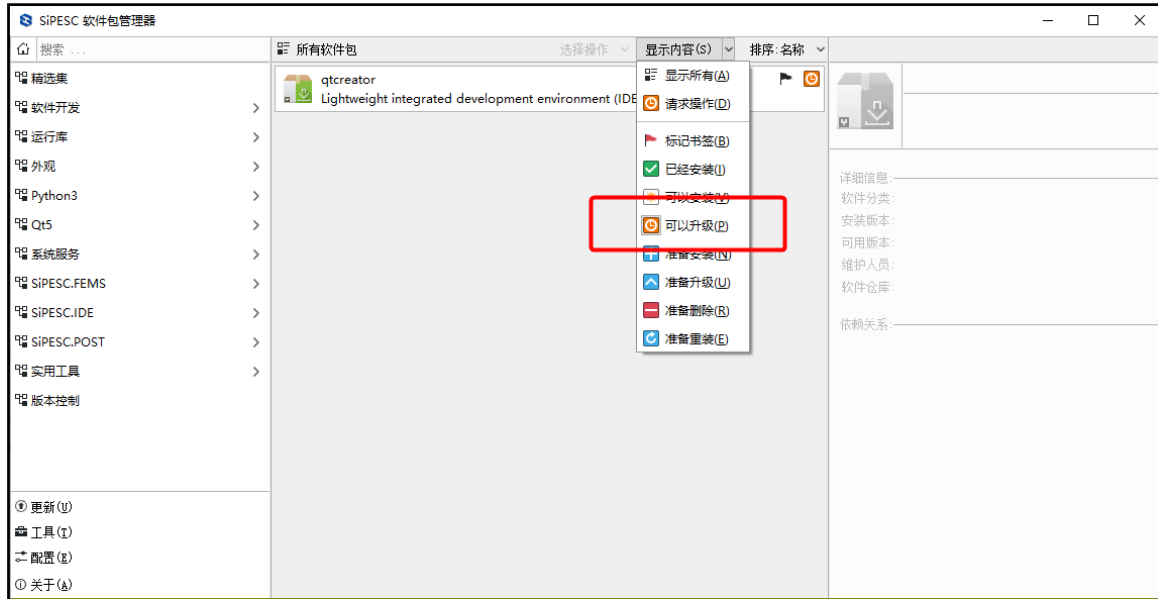 SiPESC 软件包管理器
搜索 ...
所有软件包
选择操作
显示内容(S)
排序:名称
精选集
软件开发
运行库
外观
Python3
Qt5
系统服务
SiPESC.FEMS
SiPESC.IDE
SiPESC.POST
实用工具
版本控制
更新(U)
工具(T)
配置(E)
关于(A)
qtcreator
Lightweight integrated development environment (IDE
显示所有(A)
请求操作(D)
标记书签(B)
已经安装(I)
可以安装(V)
可以升级(P)
准备安装(N)
准备升级(U)
准备删除(R)
准备重装(E)
详细信息:
软件分类:
安装版本:
可用版本:
维护人员:
软件仓库:
依赖关系: